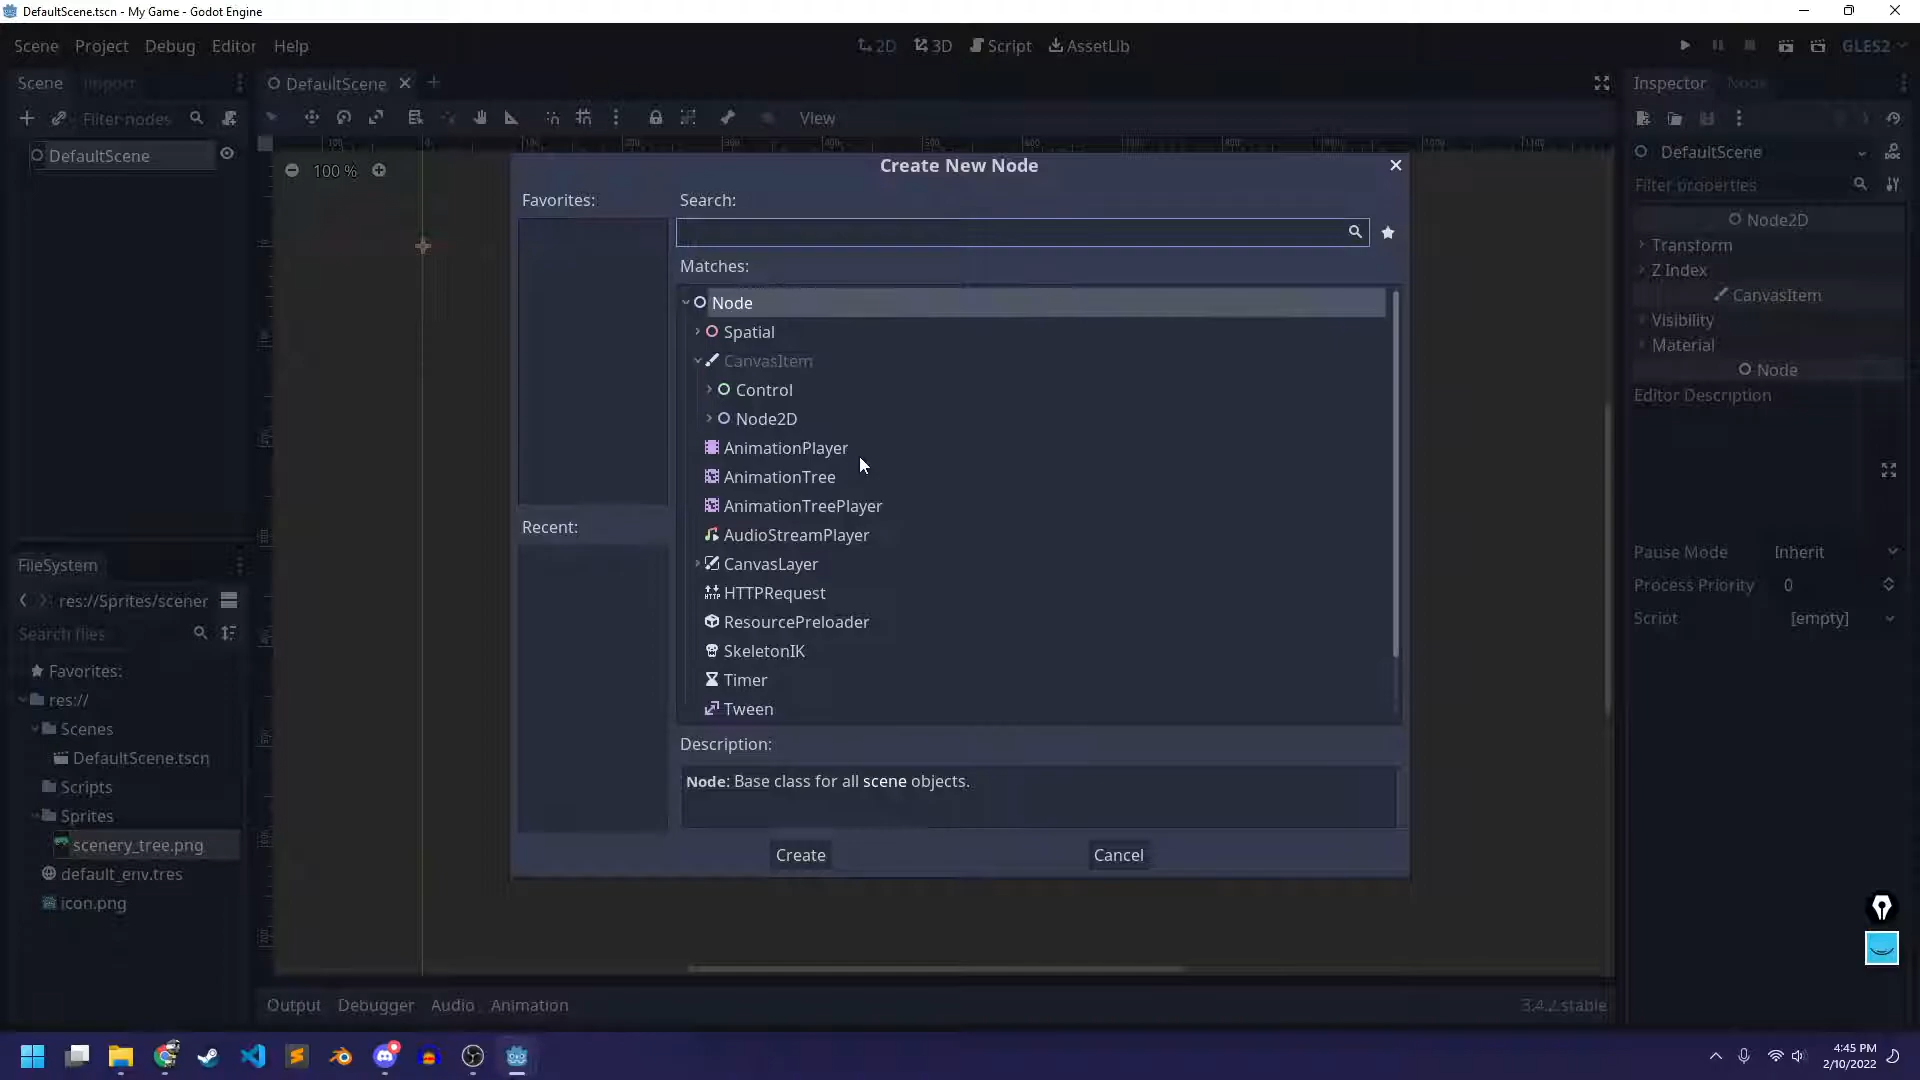 DefaultScene.tscn - My Game - Godot Engine
Scene Project Debug Editor Help
2D 3D Script AssetLib
GLES2
Scene Import
DefaultScene
Inspector Node
Filter nodes
View
DefaultScene
100 %
DefaultScene
Filter properties
Node2D
Transform
Z Index
CanvasItem
Visibility
Material
Node
Editor Description
Pause Mode Inherit
Process Priority 0
Script [empty]
Create New Node
Favorites:
Search:
Matches:
Node
Spatial
CanvasItem
Control
Node2D
AnimationPlayer
AnimationTree
AnimationTreePlayer
AudioStreamPlayer
CanvasLayer
HTTPRequest
ResourcePreloader
SkeletonIK
Timer
Tween
Recent:
Description:
Node: Base class for all scene objects.
Create Cancel
FileSystem
res://Sprites/scener
Search files
Favorites:
res://
Scenes
DefaultScene.tscn
Scripts
Sprites
scenery_tree.png
default_env.tres
icon.png
Output Debugger Audio Animation
3.4.2.stable
4:45 PM
2/10/2022